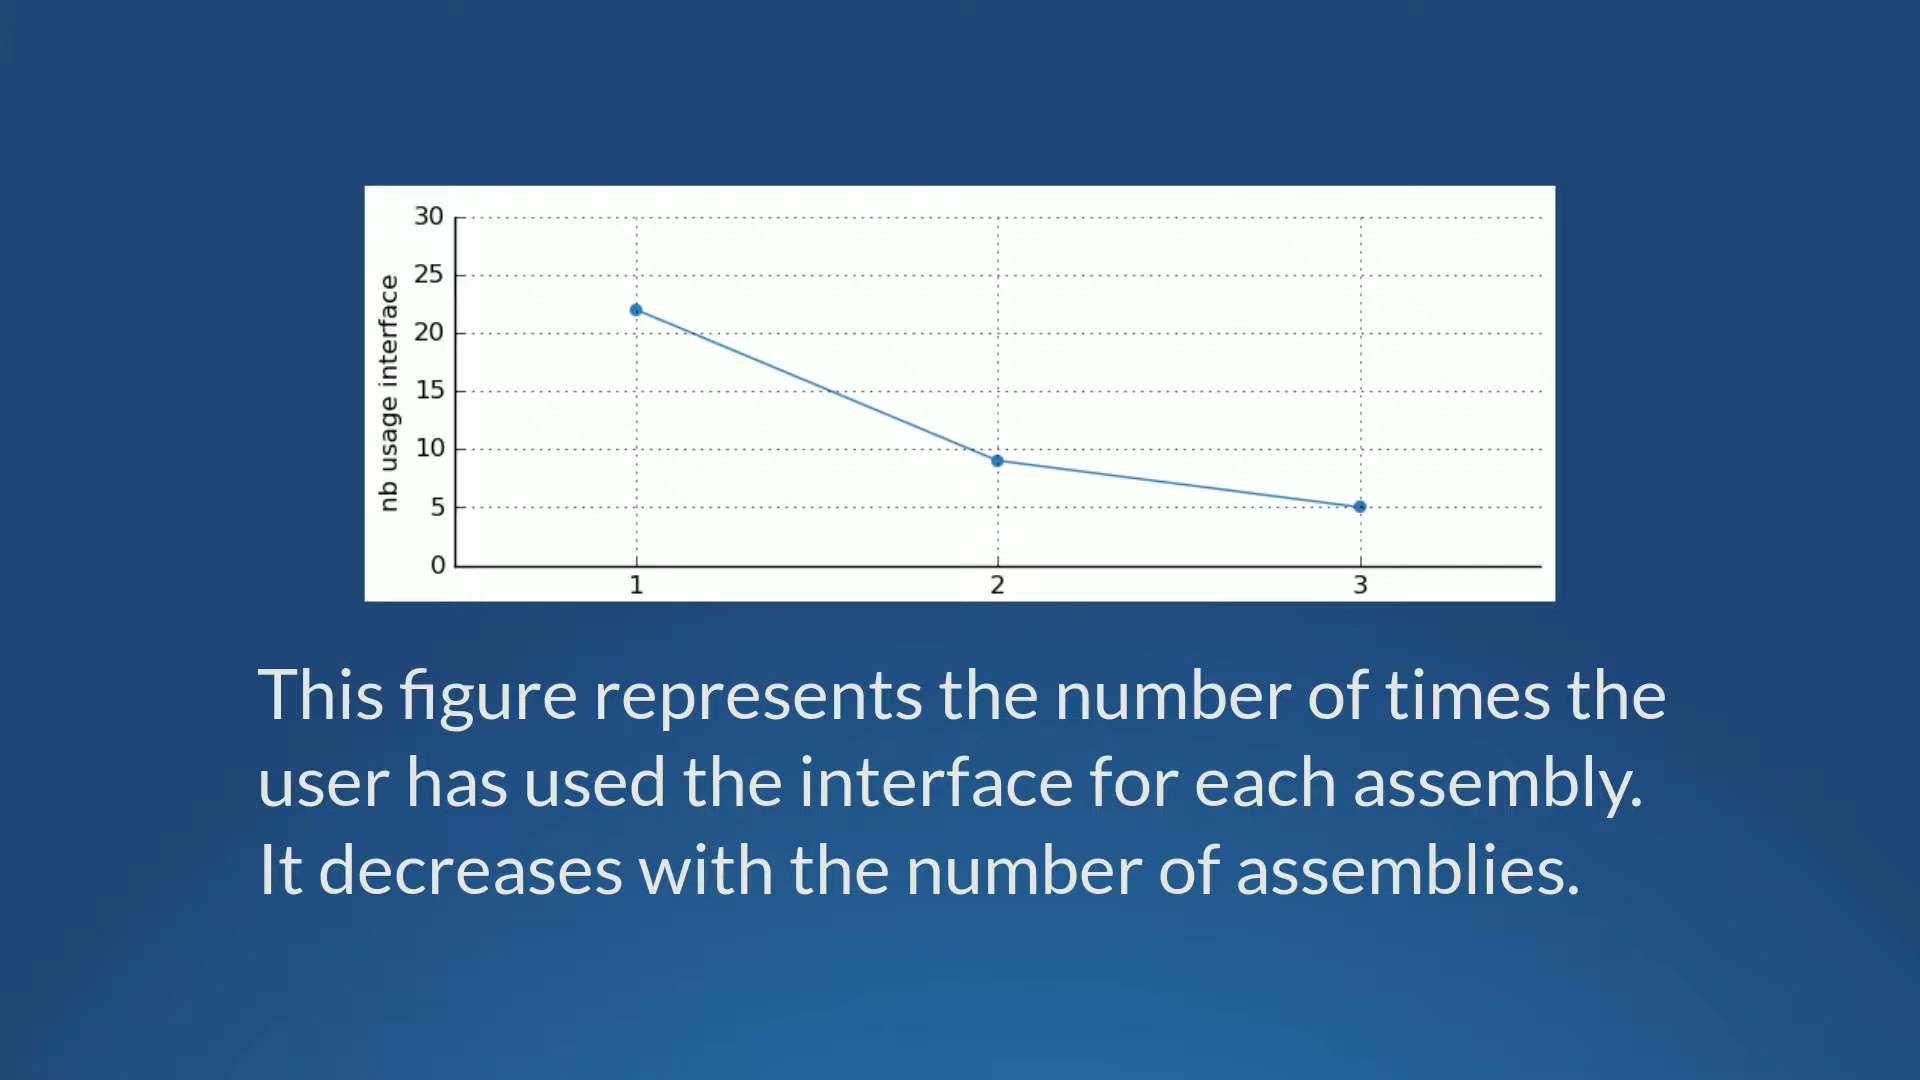 30
25
20
15
10
5
0
nb usage interface
1 2 3
This figure represents the number of times the
user has used the interface for each assembly.
It decreases with the number of assemblies.